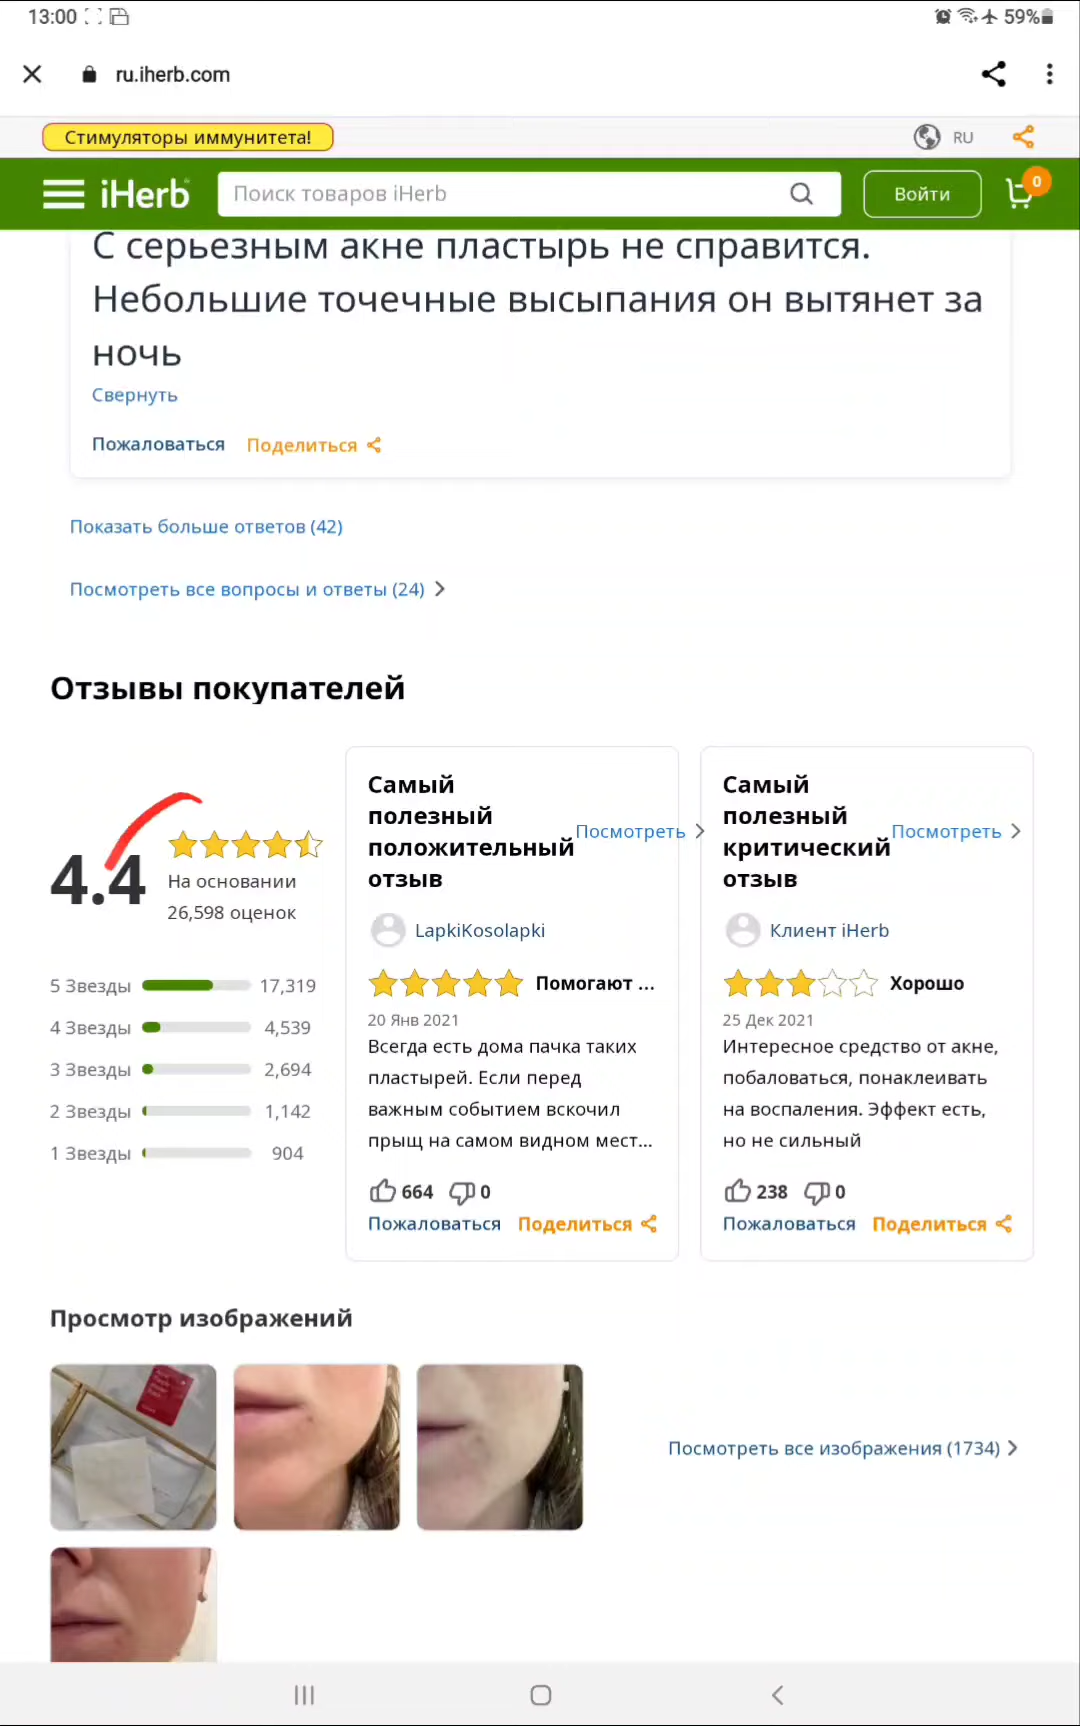 13:00
59%
ru.iherb.com
Стимуляторы иммунитета!
RU
iHerb
Поиск товаров iHerb
Войти
0
С серьезным акне пластырь не справится.
Небольшие точечные высыпания он вытянет за
ночь
Свернуть
Пожаловаться
Поделиться
Показать больше ответов (42)
Посмотреть все вопросы и ответы (24)
Отзывы покупателей
4.4
На основании
26,598 оценок
5 Звезды 17,319
4 Звезды 4,539
3 Звезды 2,694
2 Звезды 1,142
1 Звезды 904
Самый
полезный
положительный
отзыв
Посмотреть
LapkiKosolapki
Помогают ...
20 Янв 2021
Всегда есть дома пачка таких
пластырей. Если перед
важным событием вскочил
прыщ на самом видном мест...
664
0
Пожаловаться
Поделиться
Самый
полезный
критический
отзыв
Посмотреть
Клиент iHerb
Хорошо
25 Дек 2021
Интересное средство от акне,
побаловаться, понаклеивать
на воспаления. Эффект есть,
но не сильный
238
0
Пожаловаться
Поделиться
Просмотр изображений
Посмотреть все изображения (1734)